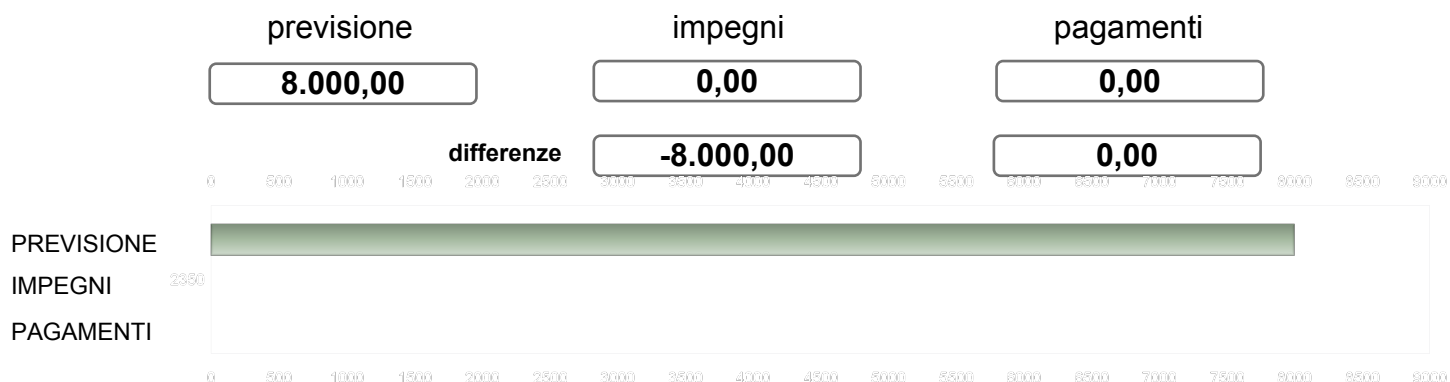 previsione impegni pagamenti
8.000,00 0,00 0,00
differenze -8.000,00 0,00
0 500 1000 1500 2000 2500 3000 3500 4000 4500 5000 5500 6000 6500 7000 7500 8000 8500 9000
PREVISIONE
IMPEGNI 2350
PAGAMENTI
0 500 1000 1500 2000 2500 3000 3500 4000 4500 5000 5500 6000 6500 7000 7500 8000 8500 9000